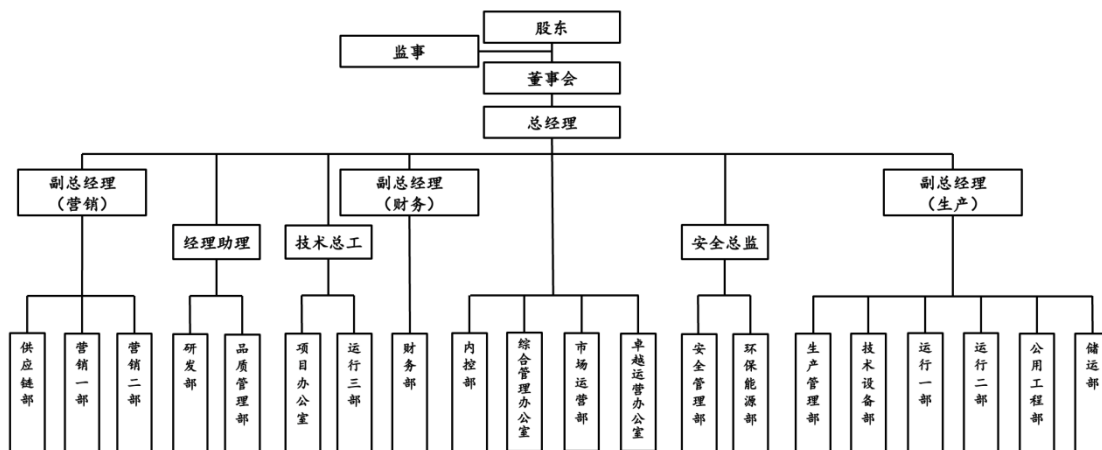 股东
监事
董事会
总经理
副总经理
（营销）
副总经理
（财务）
副总经理
（生产）
经理助理
技术总工
安全总监
供应链部
营销一部
营销二部
研发部
品质管理部
项目办公室
运行三部
财务部
内控部
综合管理办公室
市场运营部
卓越运营办公室
安全管理部
环保能源部
生产管理部
技术设备部
运行一部
运行二部
公用工程部
储运部